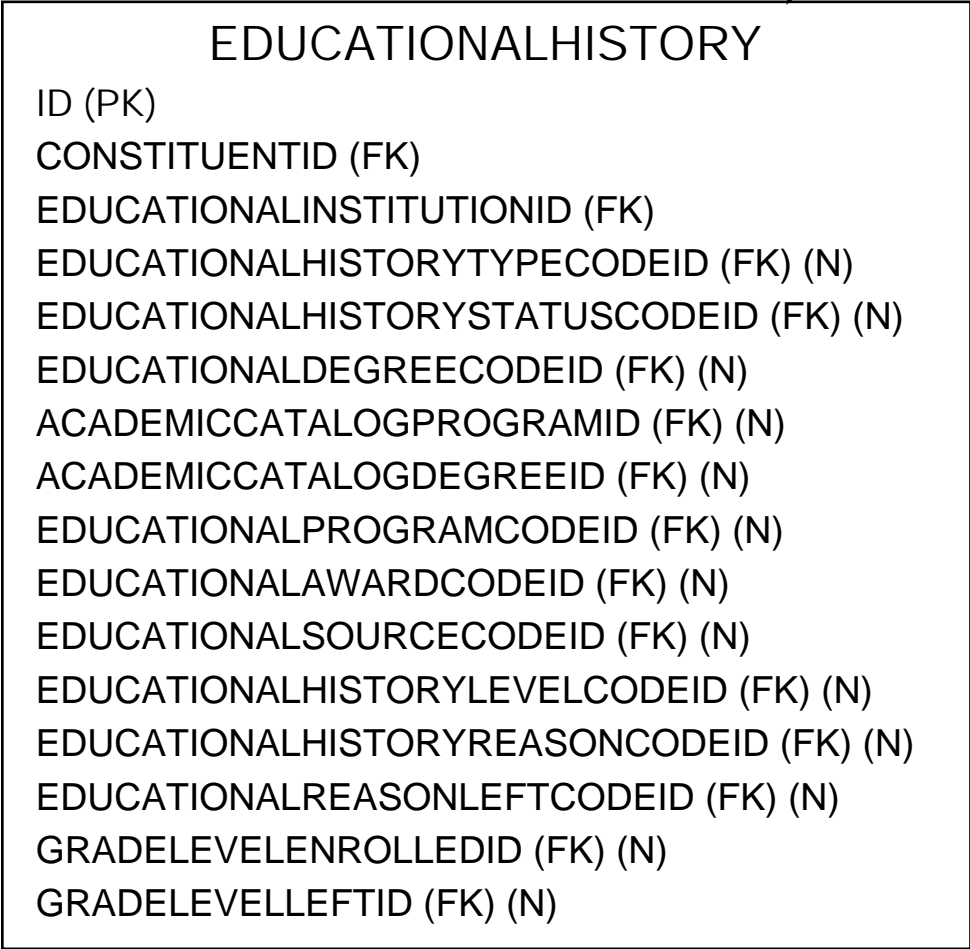 EDUCATIONALHISTORY
ID (PK)
CONSTITUENTID (FK)
EDUCATIONALINSTITUTIONID (FK)
EDUCATIONALHISTORYTYPECODEID (FK) (N)
EDUCATIONALHISTORYSTATUSCODEID (FK) (N)
EDUCATIONALDEGREECODEID (FK) (N)
ACADEMICCATALOGPROGRAMID (FK) (N)
ACADEMICCATALOGDEGREEID (FK) (N)
EDUCATIONALPROGRAMCODEID (FK) (N)
EDUCATIONALAWARDCODEID (FK) (N)
EDUCATIONALSOURCECODEID (FK) (N)
EDUCATIONALHISTORYLEVELCODEID (FK) (N)
EDUCATIONALHISTORYREASONCODEID (FK) (N)
EDUCATIONALREASONLEFTCODEID (FK) (N)
GRADELEVELENROLLEDID (FK) (N)
GRADELEVELLEFTID (FK) (N)